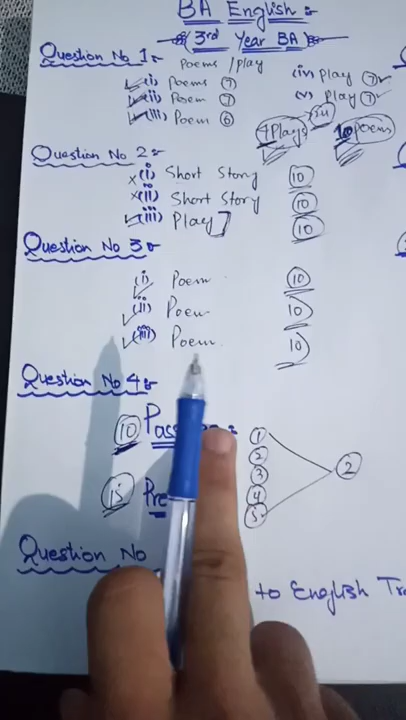 BA English :-
3rd Year BA
Question No 1 :- Poems / play
(i) Poems (7) (iv) play (7)
(ii) Poem (7) (v) play (7)
(iii) Poem (6)
4 Plays 10 poems
Question No 2 :-
x (i) Short Story (10)
x (ii) Short Story (10)
(iii) Play ] (10)
Question No 3 :-
(i) Poem (10)
(ii) Poem (10)
(iii) Poem (10)
Question No 4 :-
(10)
(1)
(2) (2)
(3)
(15) Pre
(4)
(5)
Question No
to English Tr